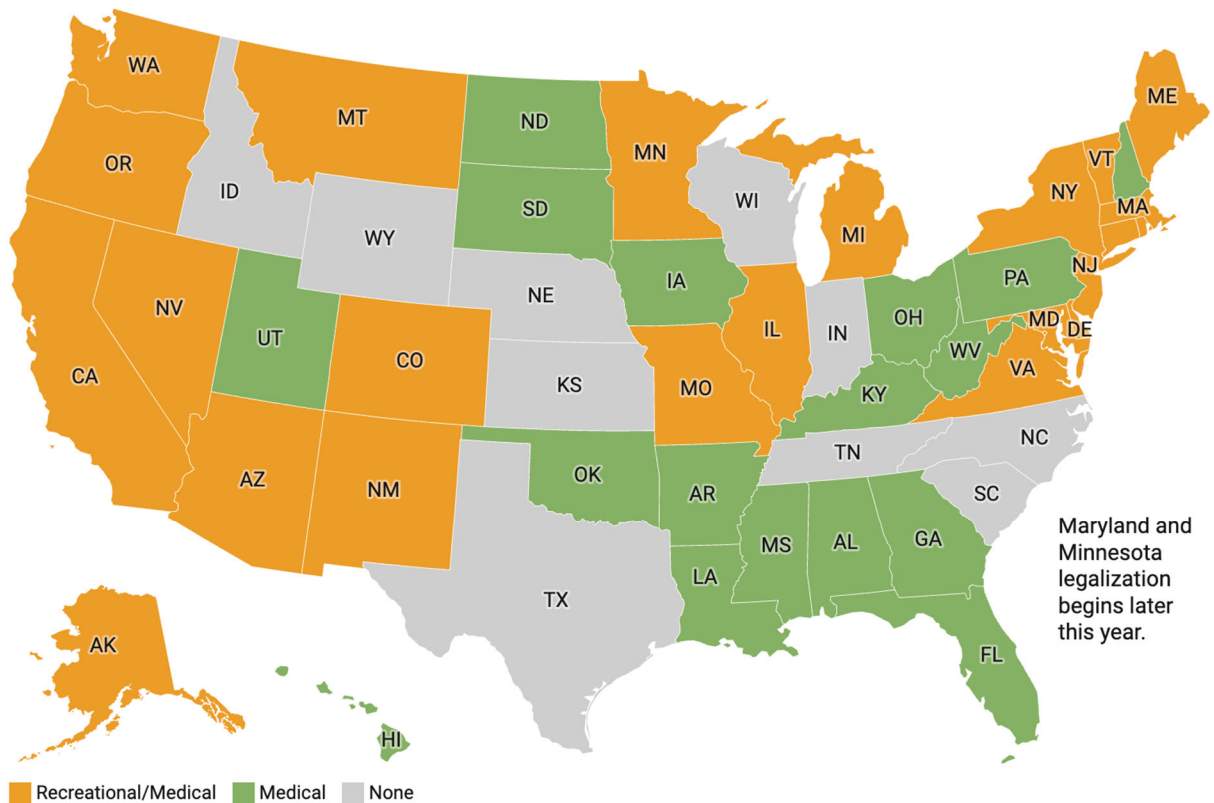 WA
MT
ND
MN
ME
OR
ID
SD
WI
VT
NY
MA
WY
MI
NE
IA
PA
NJ
NV
UT
CO
IL
IN
OH
MD
DE
WV
VA
CA
KS
MO
KY
AZ
NM
OK
AR
TN
NC
SC
MS
AL
GA
LA
TX
FL
AK
HI
Maryland and
Minnesota
legalization
begins later
this year.
Recreational/Medical Medical None